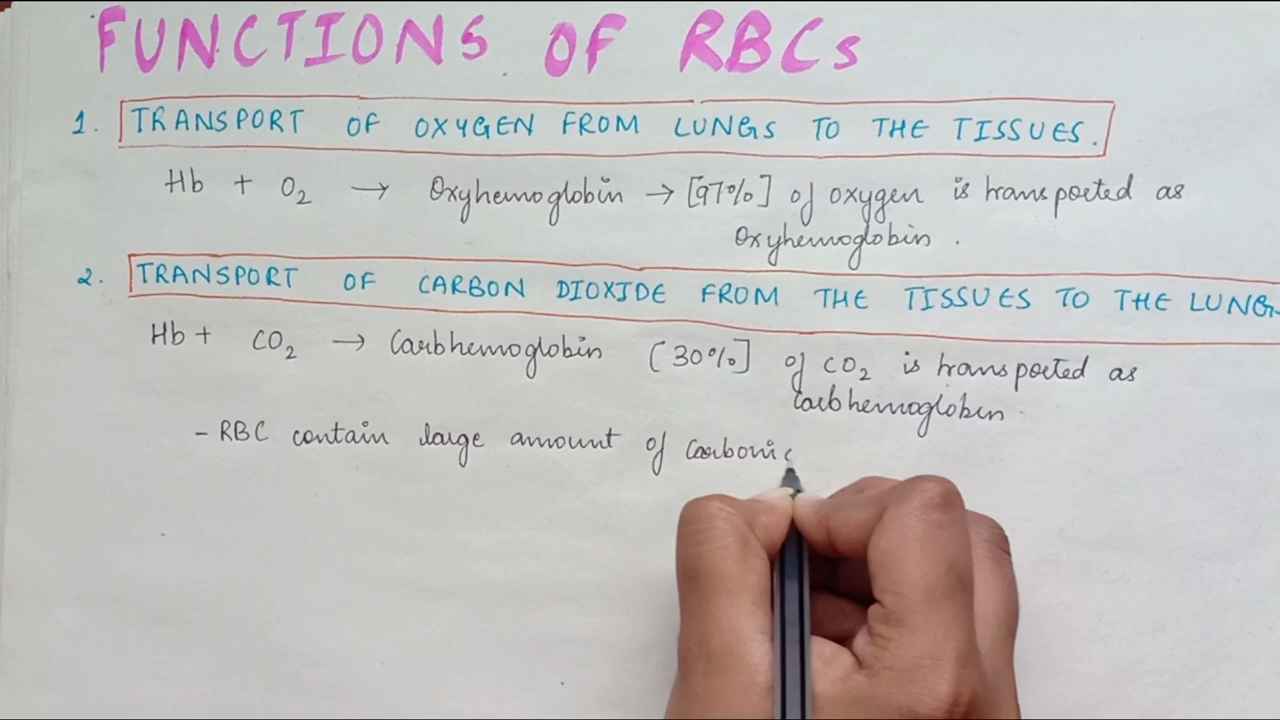 FUNCTIONS OF RBCs
1. TRANSPORT OF OXYGEN FROM LUNGS TO THE TISSUES.
Hb + O₂ → Oxyhemoglobin → [97%] of oxygen is transported as
Oxyhemoglobin .
2. TRANSPORT OF CARBON DIOXIDE FROM THE TISSUES TO THE LUNG
Hb + CO₂ → Carbhemoglobin [30%] of CO₂ is transported as
Carbhemoglobin .
- RBC contain large amount of Carbonic